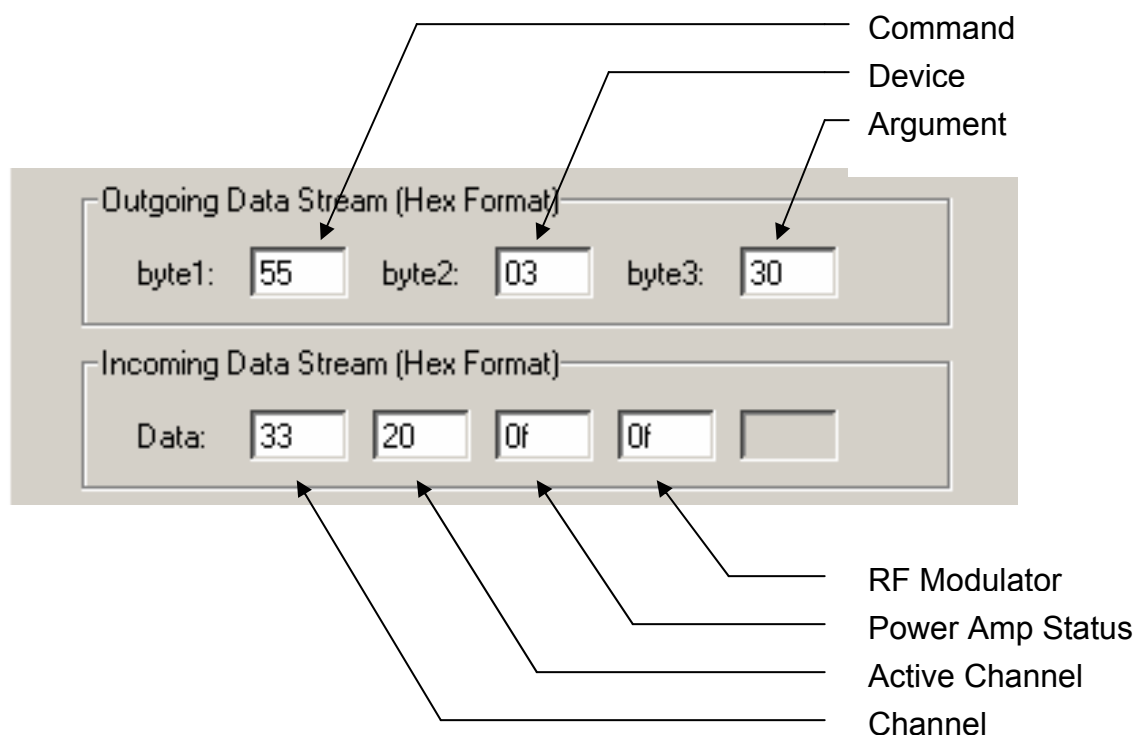 Command
Device
Argument
Outgoing Data Stream (Hex Format)
byte1: 55 byte2: 03 byte3: 30
Incoming Data Stream (Hex Format)
Data: 33 20 0f 0f
RF Modulator
Power Amp Status
Active Channel
Channel